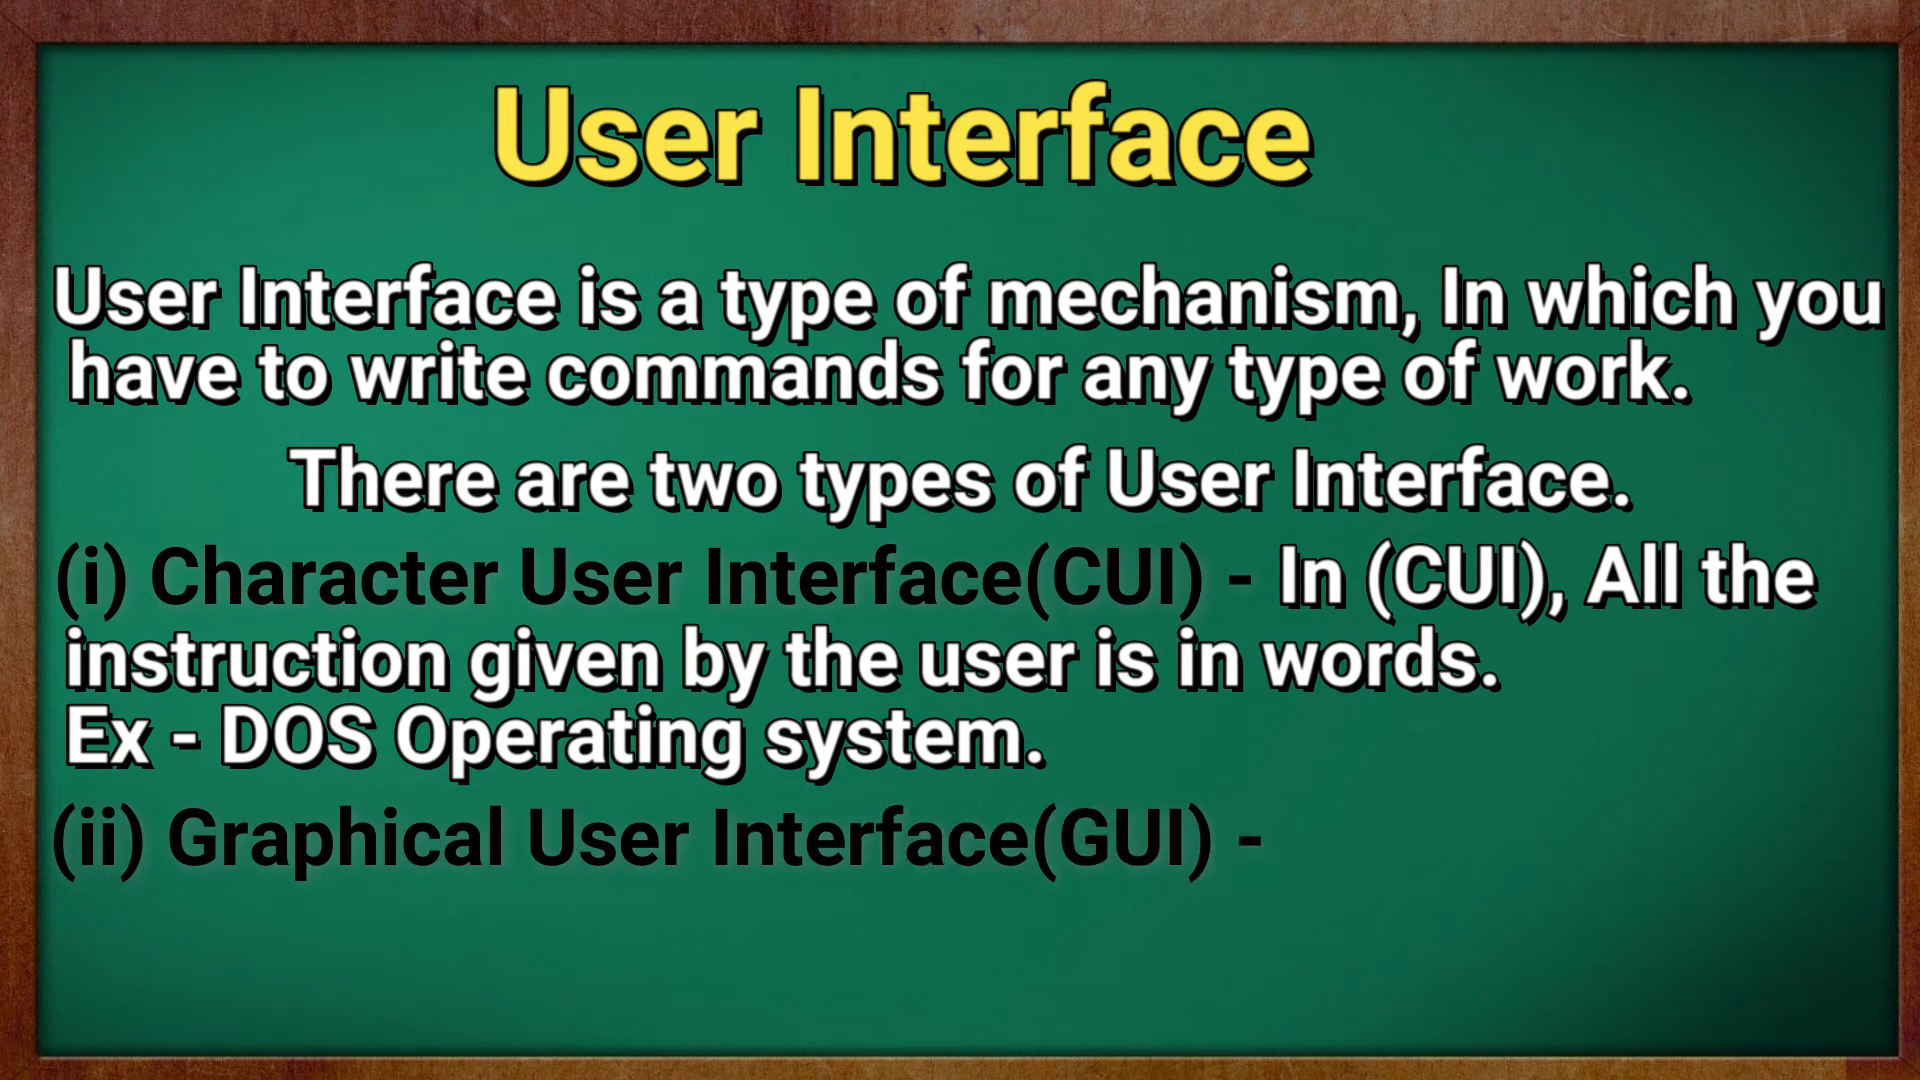 User Interface
User Interface is a type of mechanism, In which you
have to write commands for any type of work.
There are two types of User Interface.
(i) Character User Interface(CUI) - In (CUI), All the
instruction given by the user is in words.
Ex - DOS Operating system.
(ii) Graphical User Interface(GUI) -